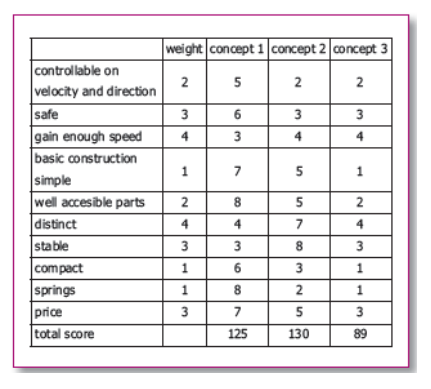 weight concept 1 concept 2 concept 3
controllable on
velocity and direction 2 5 2 2
safe 3 6 3 3
gain enough speed 4 3 4 4
basic construction
simple 1 7 5 1
well accesible parts 2 8 5 2
distinct 4 4 7 4
stable 3 3 8 3
compact 1 6 3 1
springs 1 8 2 1
price 3 7 5 3
total score 125 130 89